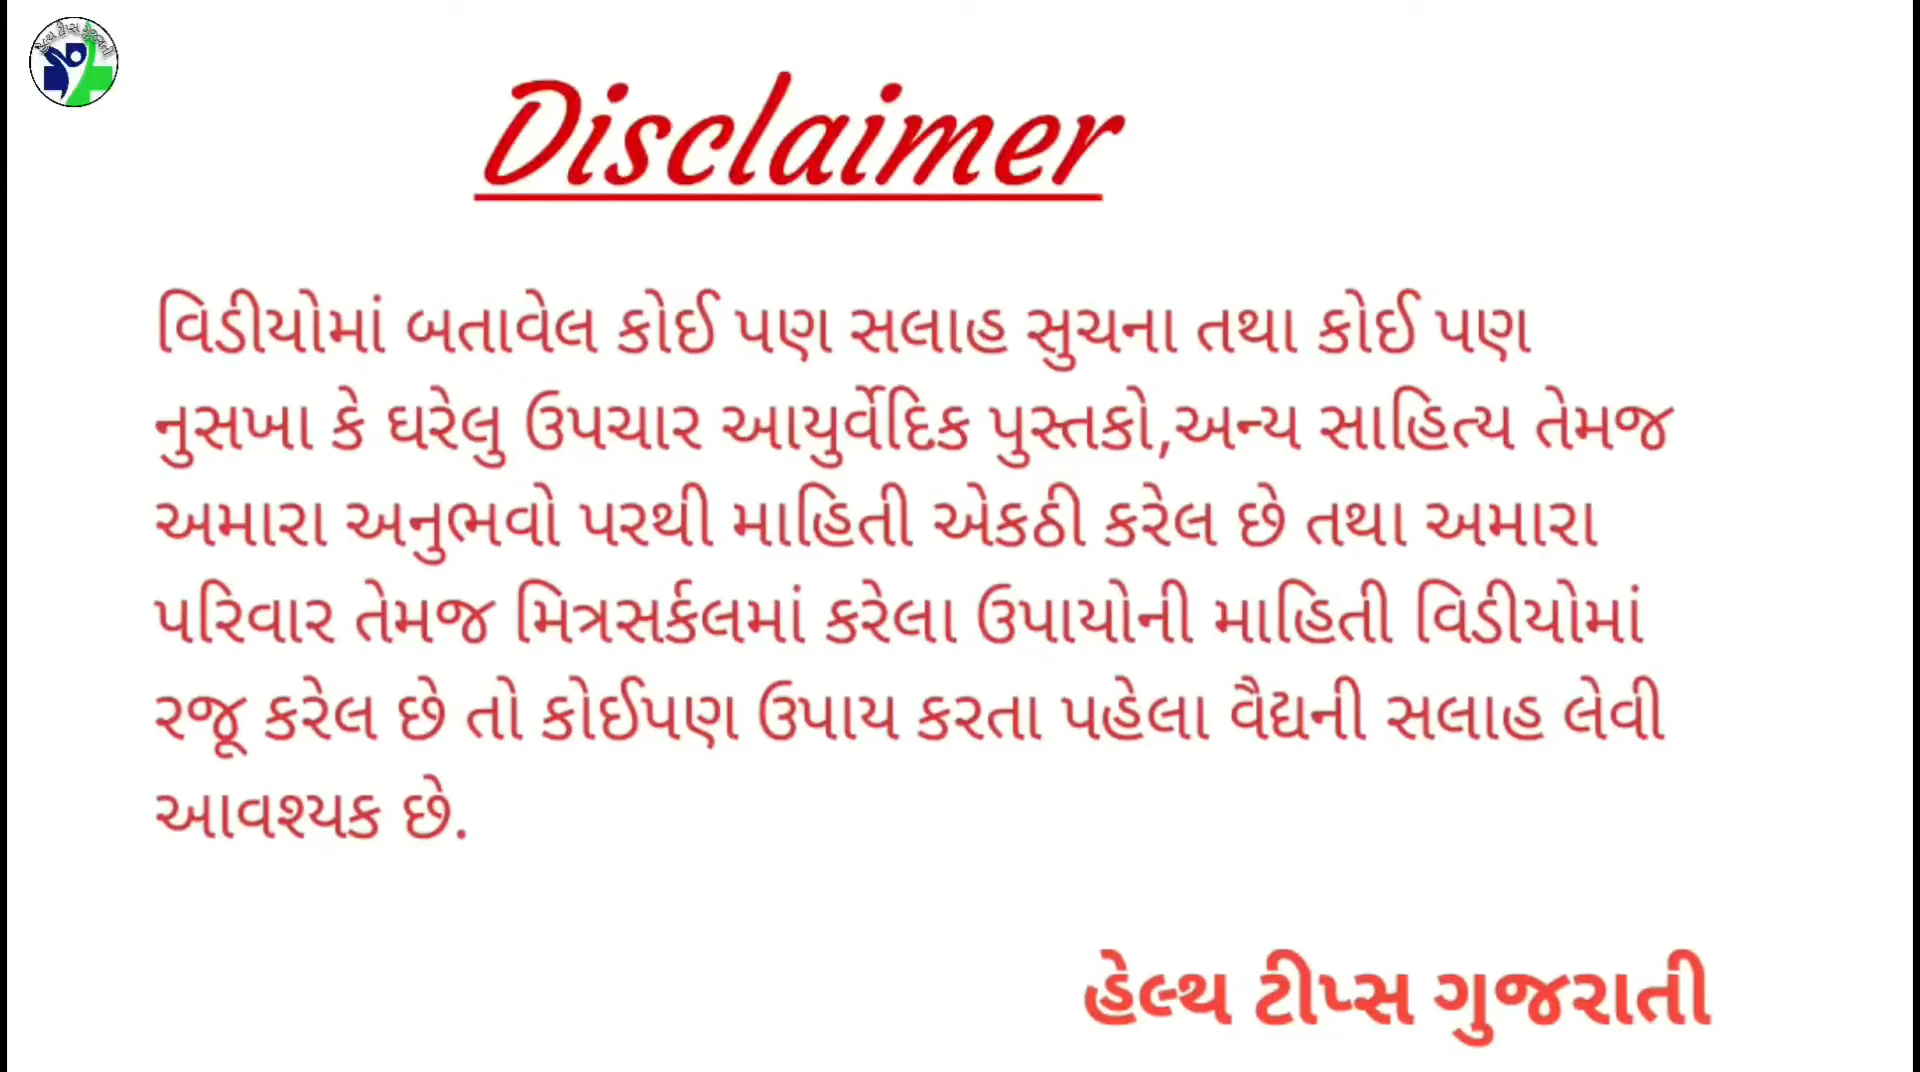 હેલ્થ ટીપ્સ ગુજરાતી
Disclaimer
વિડીયોમાં બતાવેલ કોઈ પણ સલાહ સુચના તથા કોઈ પણ
નુસખા કે ઘરેલુ ઉપચાર આયુર્વેદિક પુસ્તકો,અન્ય સાહિત્ય તેમજ
અમારા અનુભવો પરથી માહિતી એકઠી કરેલ છે તથા અમારા
પરિવાર તેમજ મિત્રસર્કલમાં કરેલા ઉપાયોની માહિતી વિડીયોમાં
રજૂ કરેલ છે તો કોઈપણ ઉપાય કરતા પહેલા વૈદ્યની સલાહ લેવી
આવશ્યક છે.
હેલ્થ ટીપ્સ ગુજરાતી